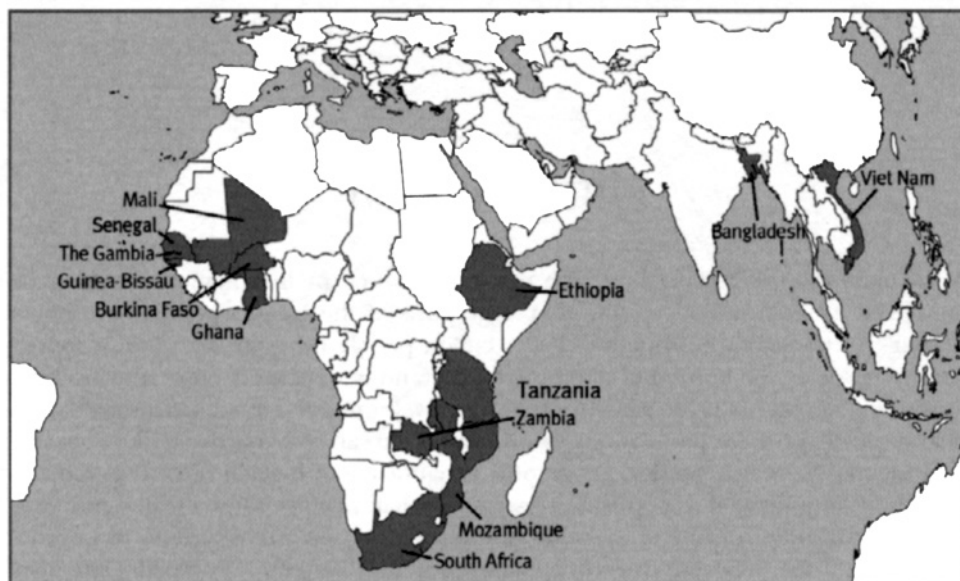 Mali
Senegal
The Gambia
Guinea-Bissau
Burkina Faso
Ghana
Ethiopia
Bangladesh
Viet Nam
Tanzania
Zambia
Mozambique
South Africa